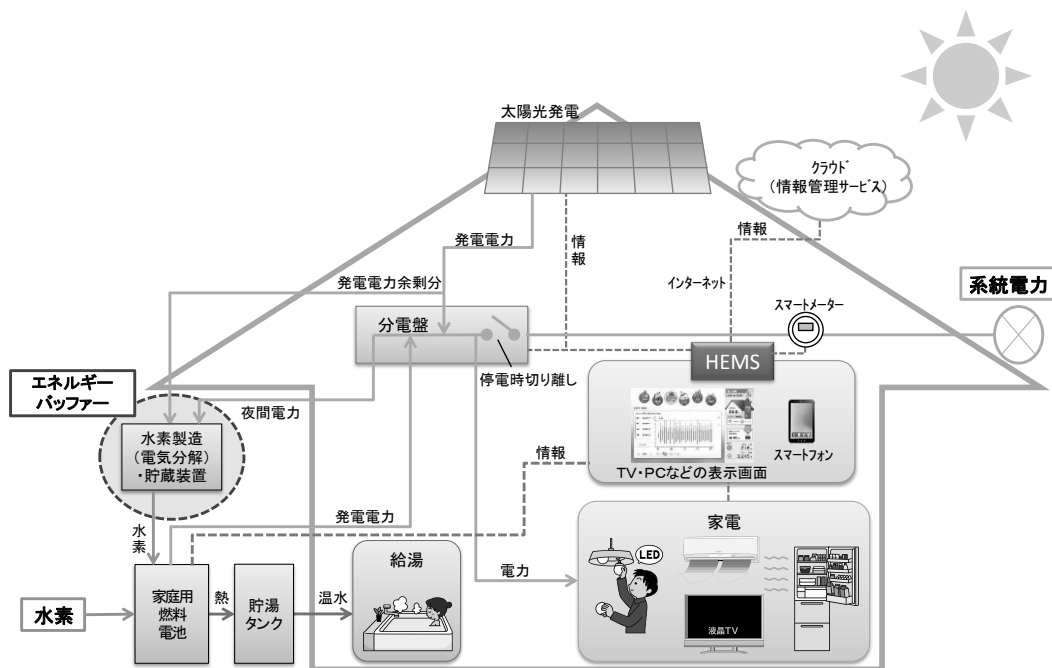 太陽光発電
クラウド
(情報管理サービス)
発電電力
情
報
情報
発電電力余剰分
インターネット
系統電力
スマートメーター
分電盤
停電時切り離し
HEMS
エネルギー
バッファー
夜間電力
水素製造
(電気分解)
・貯蔵装置
情報
スマートフォン
TV・PCなどの表示画面
水
素
発電電力
家電
LED
給湯
電力
水素
家庭用
燃料
電池
熱
貯湯
タンク
温水
液晶TV